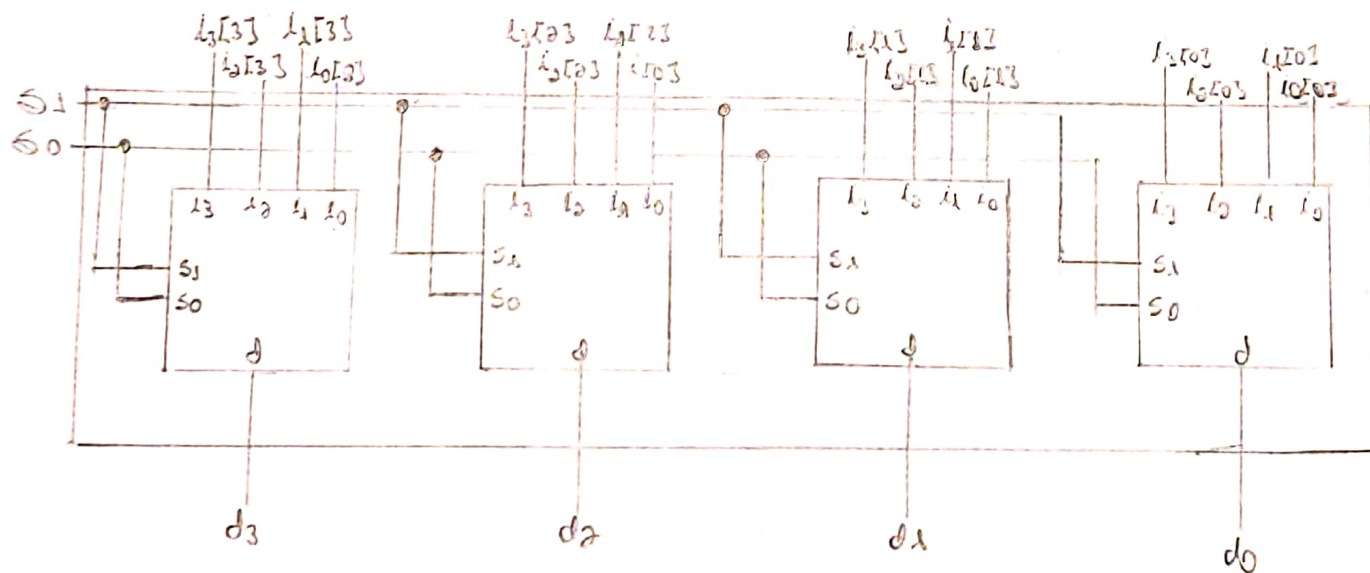 i3[3] i1[3] i3[2] i1[2] i3[1] i1[1] i3[0] i1[0]
i2[3] i0[3] i2[2] i[0] i2[1] i0[1] i2[0] i0[0]
S1
S0
i3 i2 i1 i0 i3 i2 i1 i0 i3 i2 i1 i0 i3 i2 i1 i0
S1 S1 S1 S1
S0 S0 S0 S0
d d d d
d3 d2 d1 d0